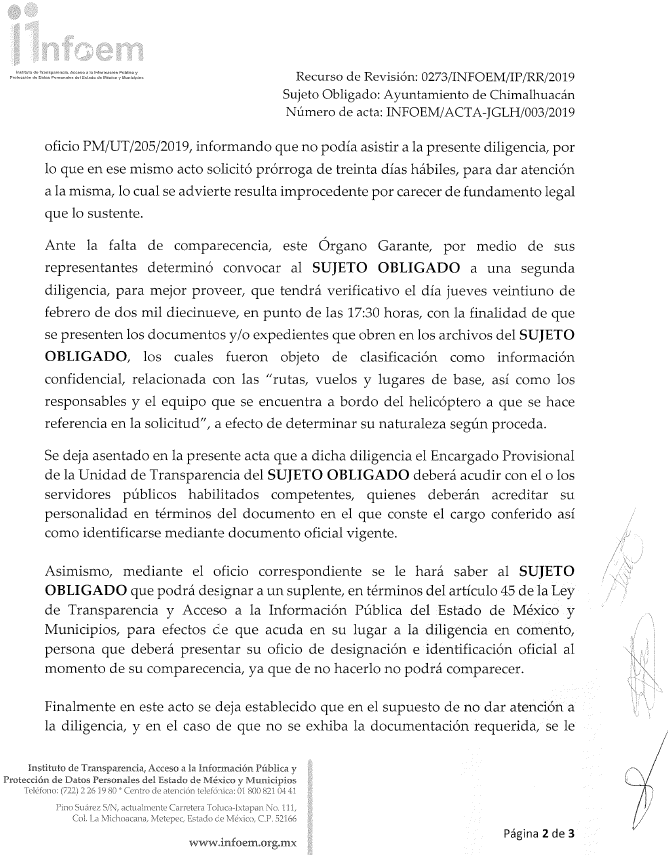 infoem
Instituto de Transparencia, Acceso a la Información Pública y
Protección de Datos Personales del Estado de México y Municipios
Recurso de Revisión: 0273/INFOEM/IP/RR/2019
Sujeto Obligado: Ayuntamiento de Chimalhuacán
Número de acta: INFOEM/ACTA-JGLH/003/2019
oficio PM/UT/205/2019, informando que no podía asistir a la presente diligencia, por
lo que en ese mismo acto solicitó prórroga de treinta días hábiles, para dar atención
a la misma, lo cual se advierte resulta improcedente por carecer de fundamento legal
que lo sustente.
Ante la falta de comparecencia, este Órgano Garante, por medio de sus
representantes determinó convocar al SUJETO OBLIGADO a una segunda
diligencia, para mejor proveer, que tendrá verificativo el día jueves veintiuno de
febrero de dos mil diecinueve, en punto de las 17:30 horas, con la finalidad de que
se presenten los documentos y/o expedientes que obren en los archivos del SUJETO
OBLIGADO, los cuales fueron objeto de clasificación como información
confidencial, relacionada con las “rutas, vuelos y lugares de base, así como los
responsables y el equipo que se encuentra a bordo del helicóptero a que se hace
referencia en la solicitud”, a efecto de determinar su naturaleza según proceda.
Se deja asentado en la presente acta que a dicha diligencia el Encargado Provisional
de la Unidad de Transparencia del SUJETO OBLIGADO deberá acudir con el o los
servidores públicos habilitados competentes, quienes deberán acreditar su
personalidad en términos del documento en el que conste el cargo conferido así
como identificarse mediante documento oficial vigente.
Asimismo, mediante el oficio correspondiente se le hará saber al SUJETO
OBLIGADO que podrá designar a un suplente, en términos del artículo 45 de la Ley
de Transparencia y Acceso a la Información Pública del Estado de México y
Municipios, para efectos de que acuda en su lugar a la diligencia en comento,
persona que deberá presentar su oficio de designación e identificación oficial al
momento de su comparecencia, ya que de no hacerlo no podrá comparecer.
Finalmente en este acto se deja establecido que en el supuesto de no dar atención a
la diligencia, y en el caso de que no se exhiba la documentación requerida, se le
Instituto de Transparencia, Acceso a la Información Pública y
Protección de Datos Personales del Estado de México y Municipios
Teléfono: (722) 2 26 19 80 * Centro de atención telefónica: 01 800 821 04 41
Pino Suárez S/N, actualmente Carretera Toluca-Ixtapan No. 111,
Col. La Michoacana, Metepec, Estado de México, C.P. 52166
www.infoem.org.mx
Página 2 de 3